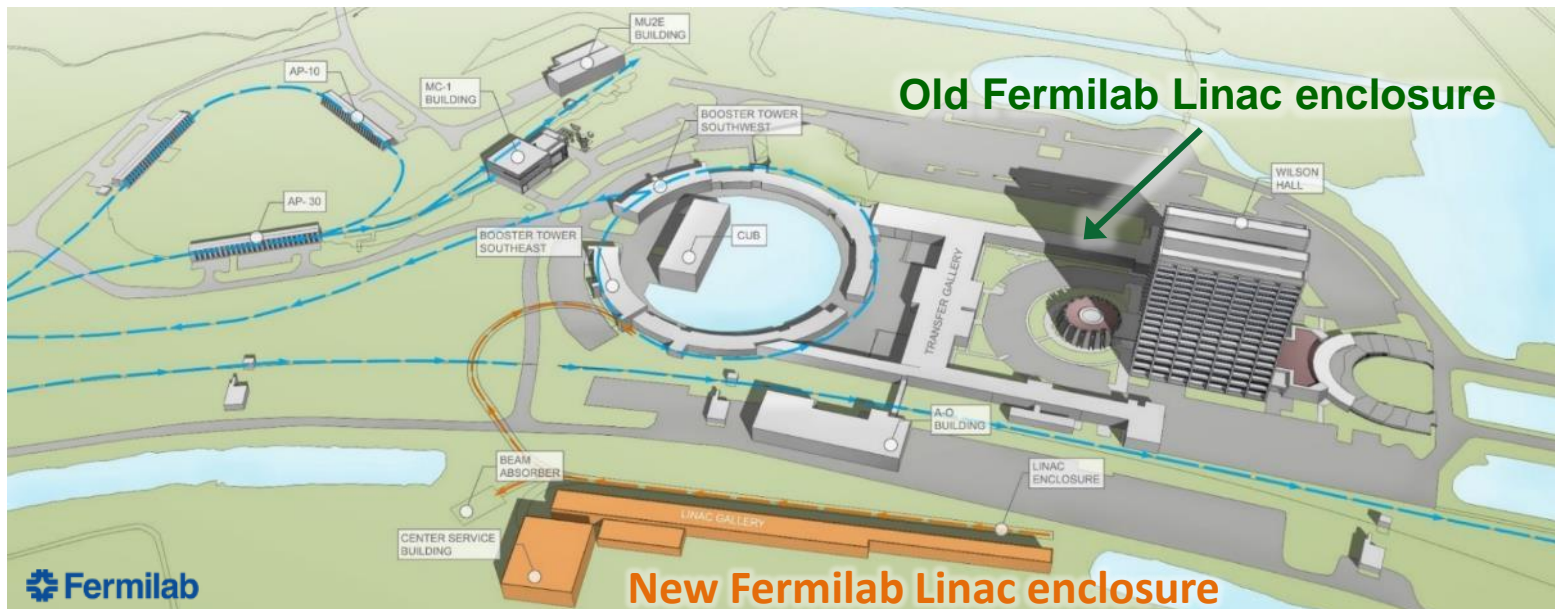 MU2E
BUILDING
AP-10
MC-1
BUILDING
Old Fermilab Linac enclosure
BOOSTER TOWER
SOUTHWEST
WILSON
HALL
AP- 30
BOOSTER TOWER
SOUTHEAST
CUB
TRANSFER GALLERY
A-O
BUILDING
BEAM
ABSORBER
LINAC
ENCLOSURE
LINAC GALLERY
CENTER SERVICE
BUILDING
Fermilab
New Fermilab Linac enclosure